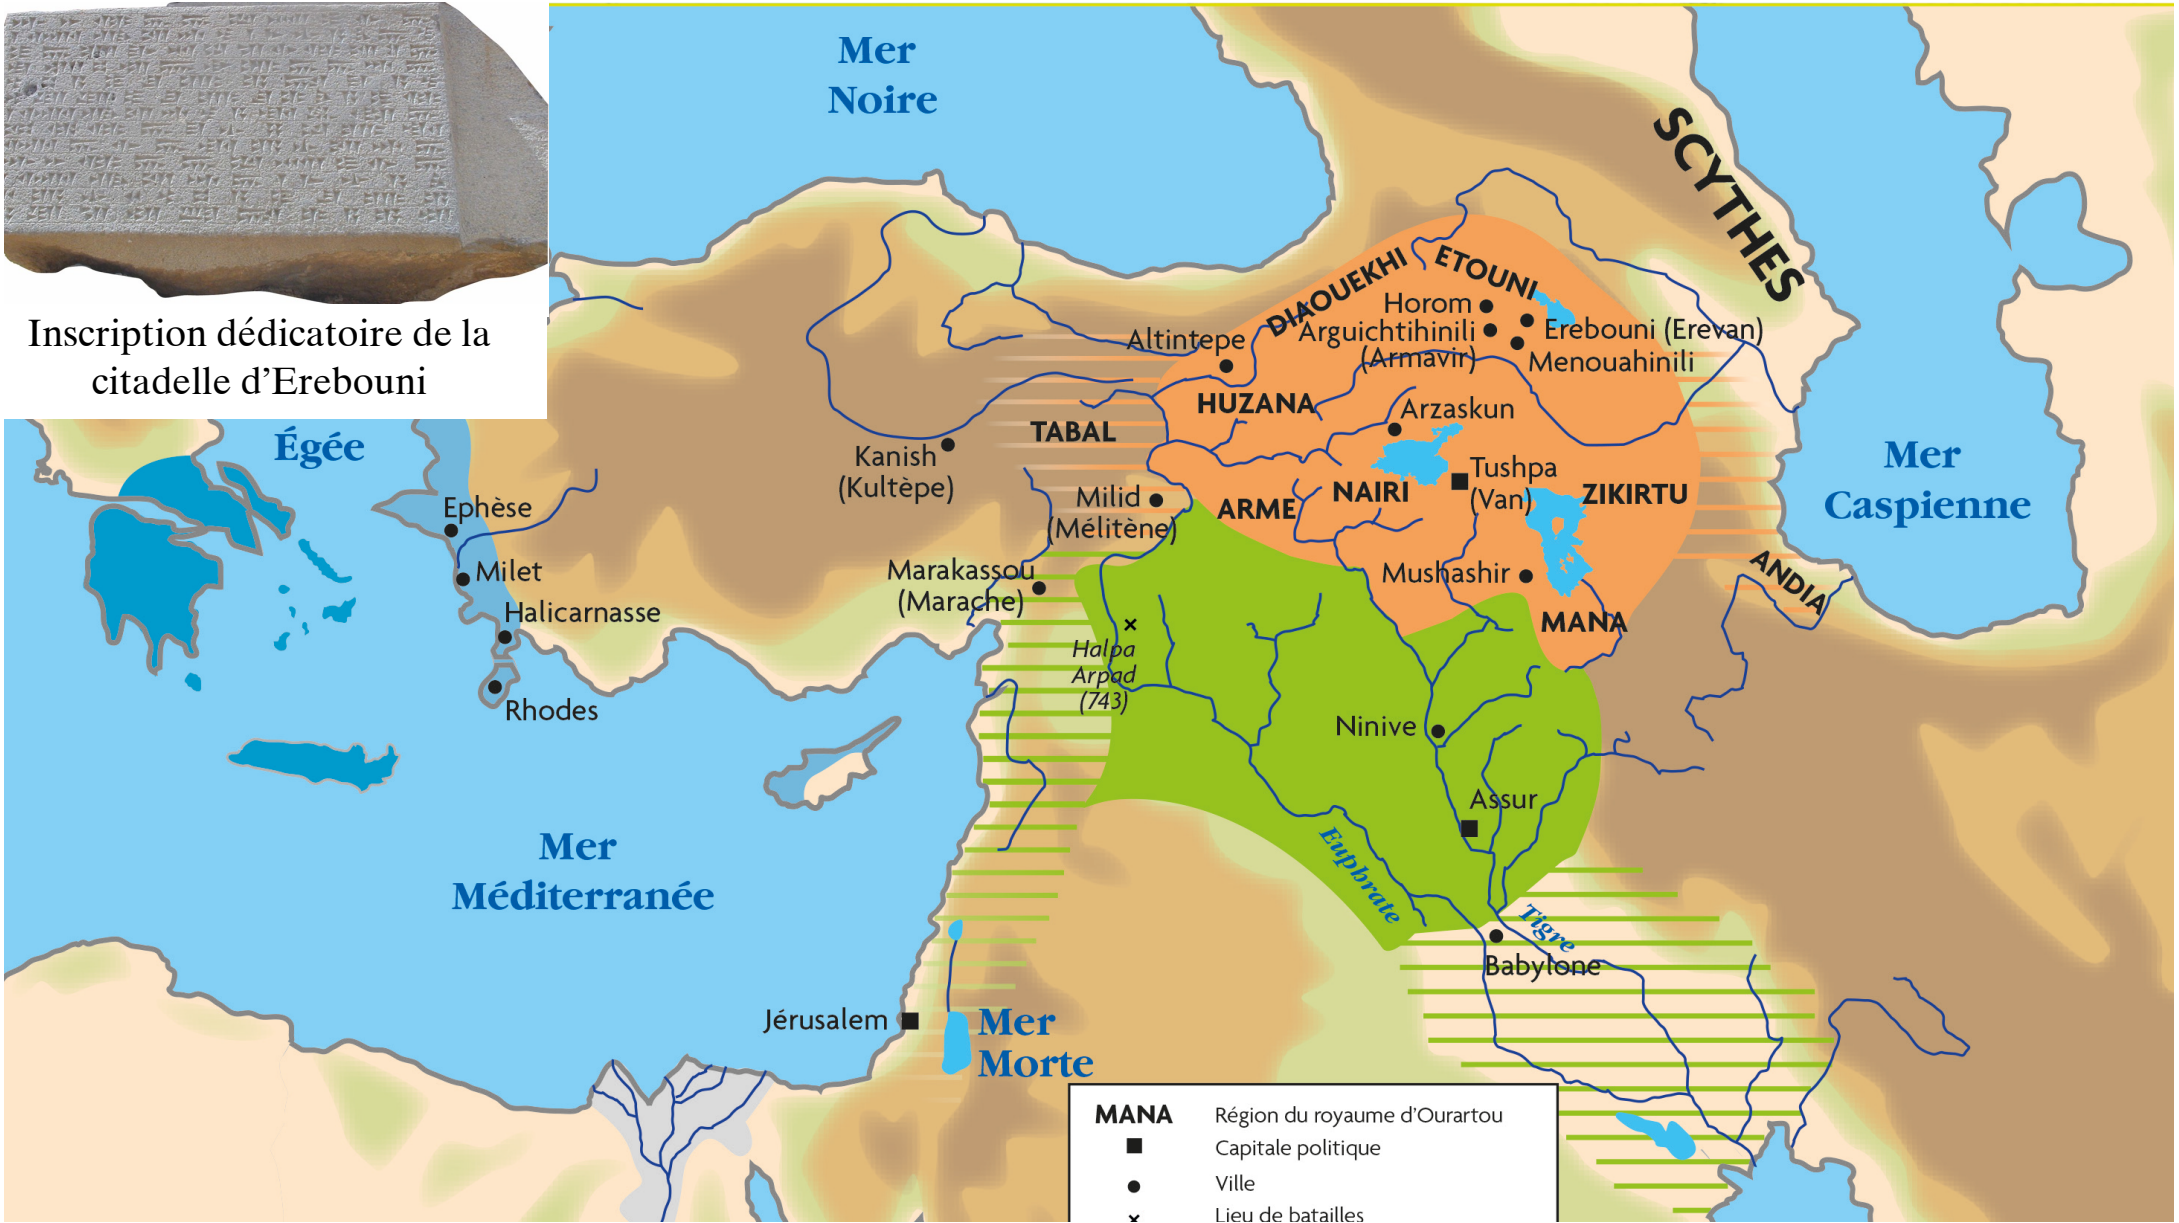 Inscription dédicatoire de la
citadelle d’Erebouni
Mer
Noire
SCYTHES
Égée
DIAOUEKHI
ETOUNI
Horom
Arguichtihinili
(Armavir)
Erebouni (Erevan)
Menouahinili
Altintepe
HUZANA
Arzaskun
TABAL
Kanish
(Kultèpe)
Tushpa
(Van)
Milid
(Mélitène)
ARME
NAIRI
ZIKIRTU
Mer
Caspienne
Ephèse
Milet
Halicarnasse
Rhodes
Marakassou
(Marache)
Mushashir
MANA
ANDIA
Halpa
Arpad
(743)
Ninive
Assur
Mer
Méditerranée
Euphrate
Tigre
Babylone
Jérusalem
Mer
Morte
MANA
Région du royaume d’Ourartou
Capitale politique
Ville
Lieu de batailles